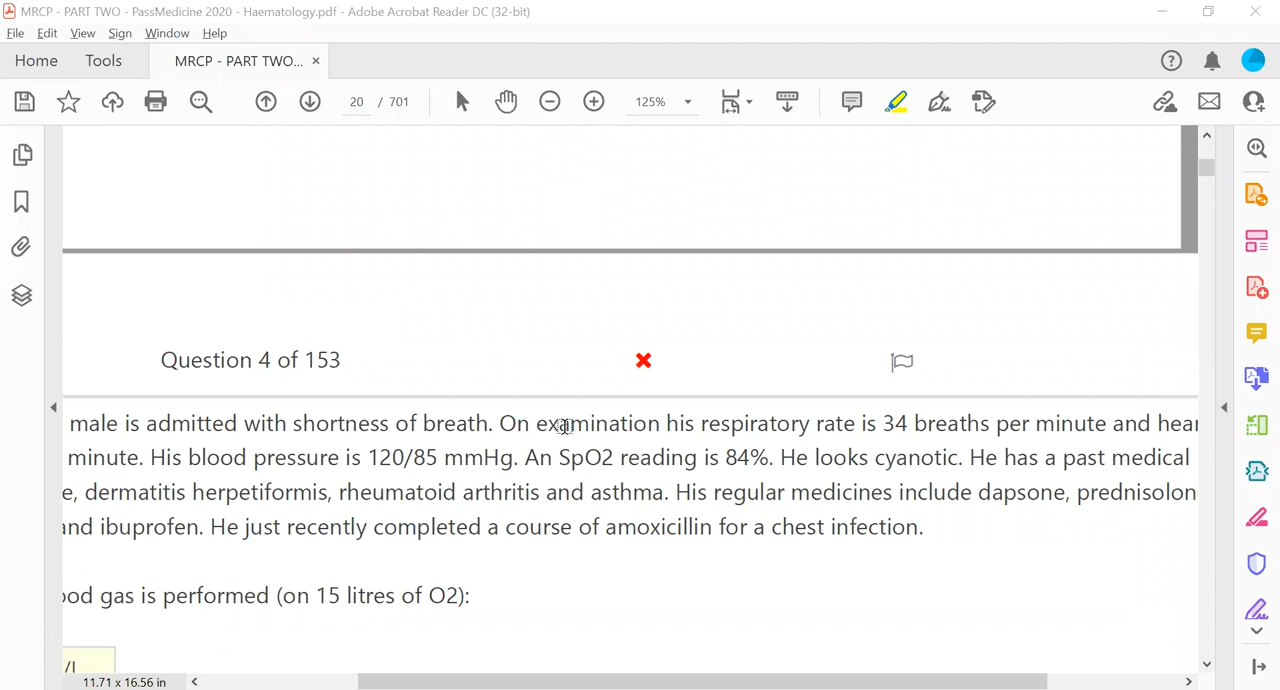 MRCP - PART TWO - PassMedicine 2020 - Haematology.pdf - Adobe Acrobat Reader DC (32-bit)
File Edit View Sign Window Help
Home Tools MRCP - PART TWO... ×
20 / 701 125%
Question 4 of 153
male is admitted with shortness of breath. On examination his respiratory rate is 34 breaths per minute and hear
minute. His blood pressure is 120/85 mmHg. An SpO2 reading is 84%. He looks cyanotic. He has a past medical
e, dermatitis herpetiformis, rheumatoid arthritis and asthma. His regular medicines include dapsone, prednisolon
and ibuprofen. He just recently completed a course of amoxicillin for a chest infection.
ood gas is performed (on 15 litres of O2):
/l
11.71 x 16.56 in